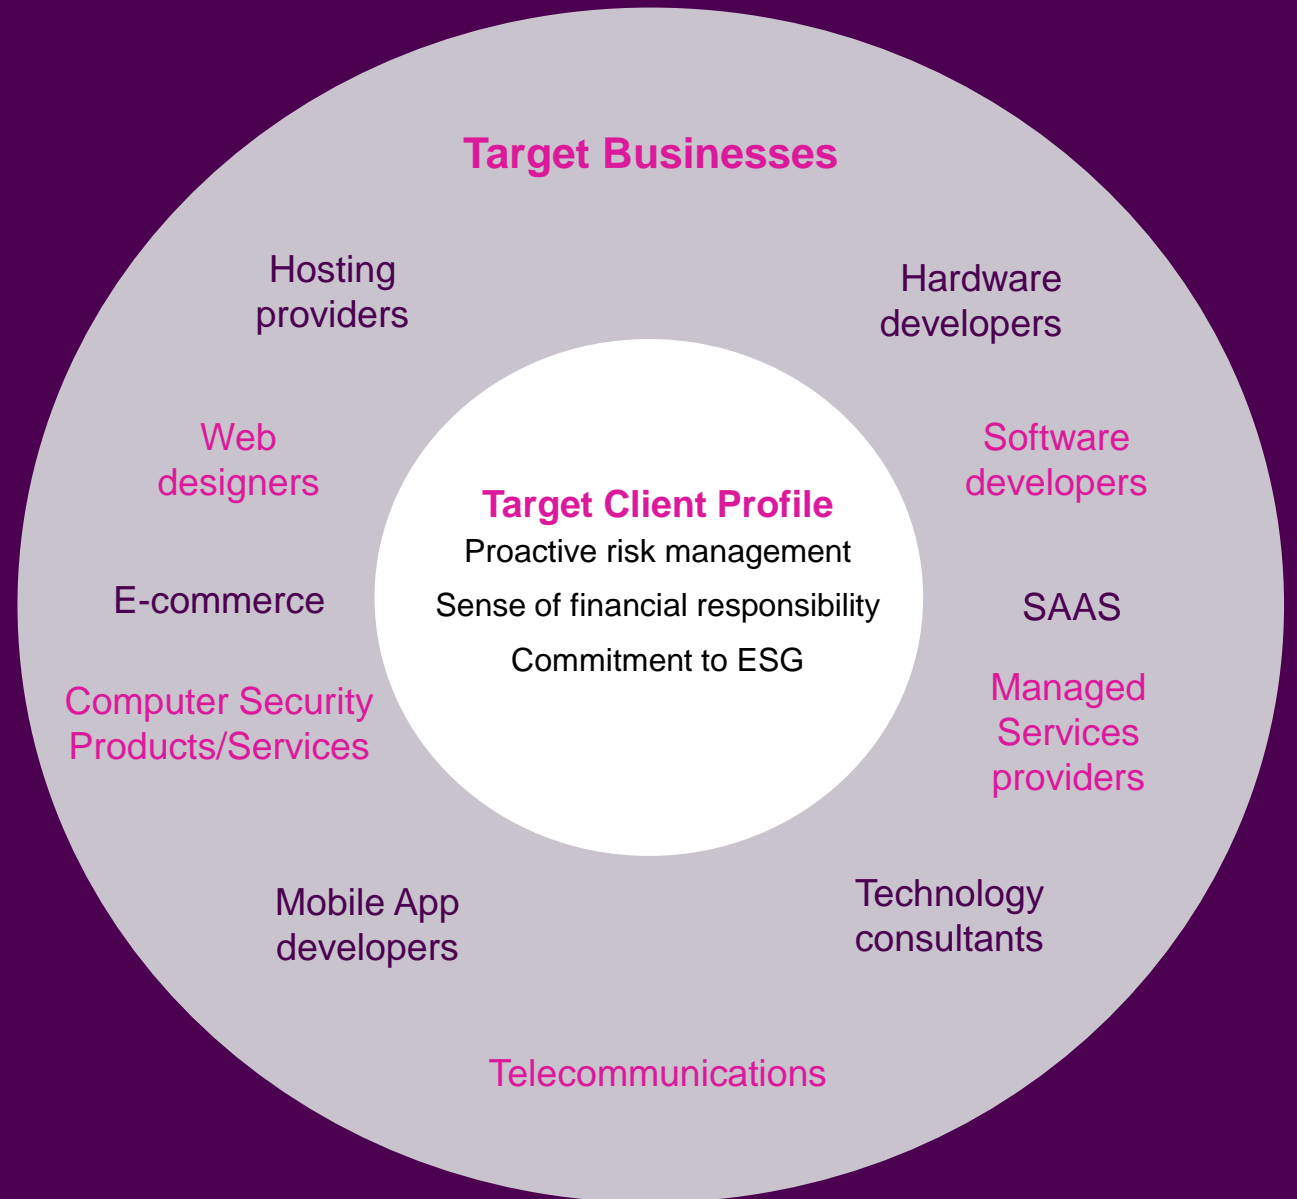 Target Businesses
Hosting
providers
Hardware
developers
Web
designers
Software
developers
Target Client Profile
Proactive risk management
Sense of financial responsibility
Commitment to ESG
E-commerce
SAAS
Computer Security
Products/Services
Managed
Services
providers
Mobile App
developers
Technology
consultants
Telecommunications